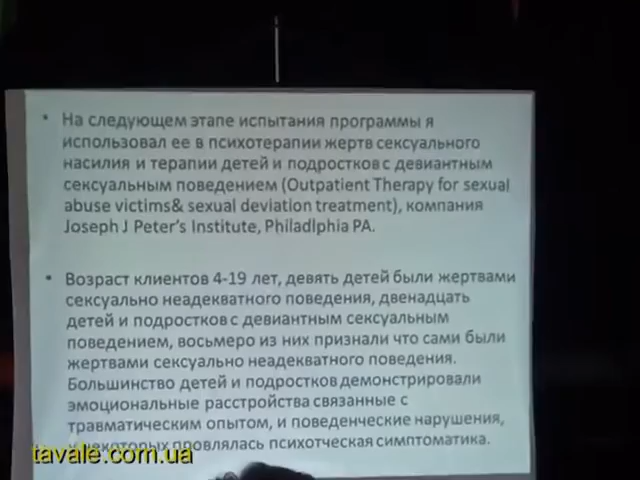 • На следующем этапе испытания программы я
использовал ее в психотерапии жертв сексуального
насилия и терапии детей и подростков с девиантным
сексуальным поведением (Outpatient Therapy for sexual
abuse victims& sexual deviation treatment), компания
Joseph J Peter's Institute, Philadlphia PA.
• Возраст клиентов 4-19 лет, девять детей были жертвами
сексуально неадекватного поведения, двенадцать
детей и подростков с девиантным сексуальным
поведением, восьмеро из них признали что сами были
жертвами сексуально неадекватного поведения.
Большинство детей и подростков демонстрировали
эмоциональные расстройства связанные с
травматическим опытом, и поведенческие нарушения,
некоторых провлялась психотческая симптоматика.
tavale.com.ua